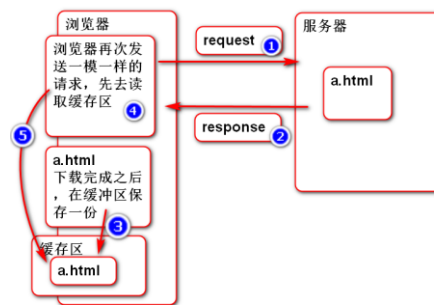 浏览器
浏览器再次发
送一模一样的
请求，先去读
取缓存区
4
request
1
服务器
a.html
response
2
5
a.html
下载完成之后
，在缓冲区保
存一份
3
缓存区
a.html